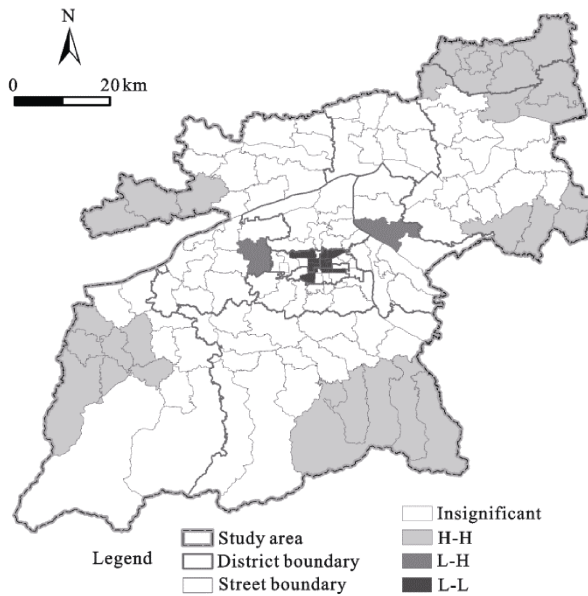 N
0 20 km
Legend
Study area
District boundary
Street boundary
Insignificant
H-H
L-H
L-L